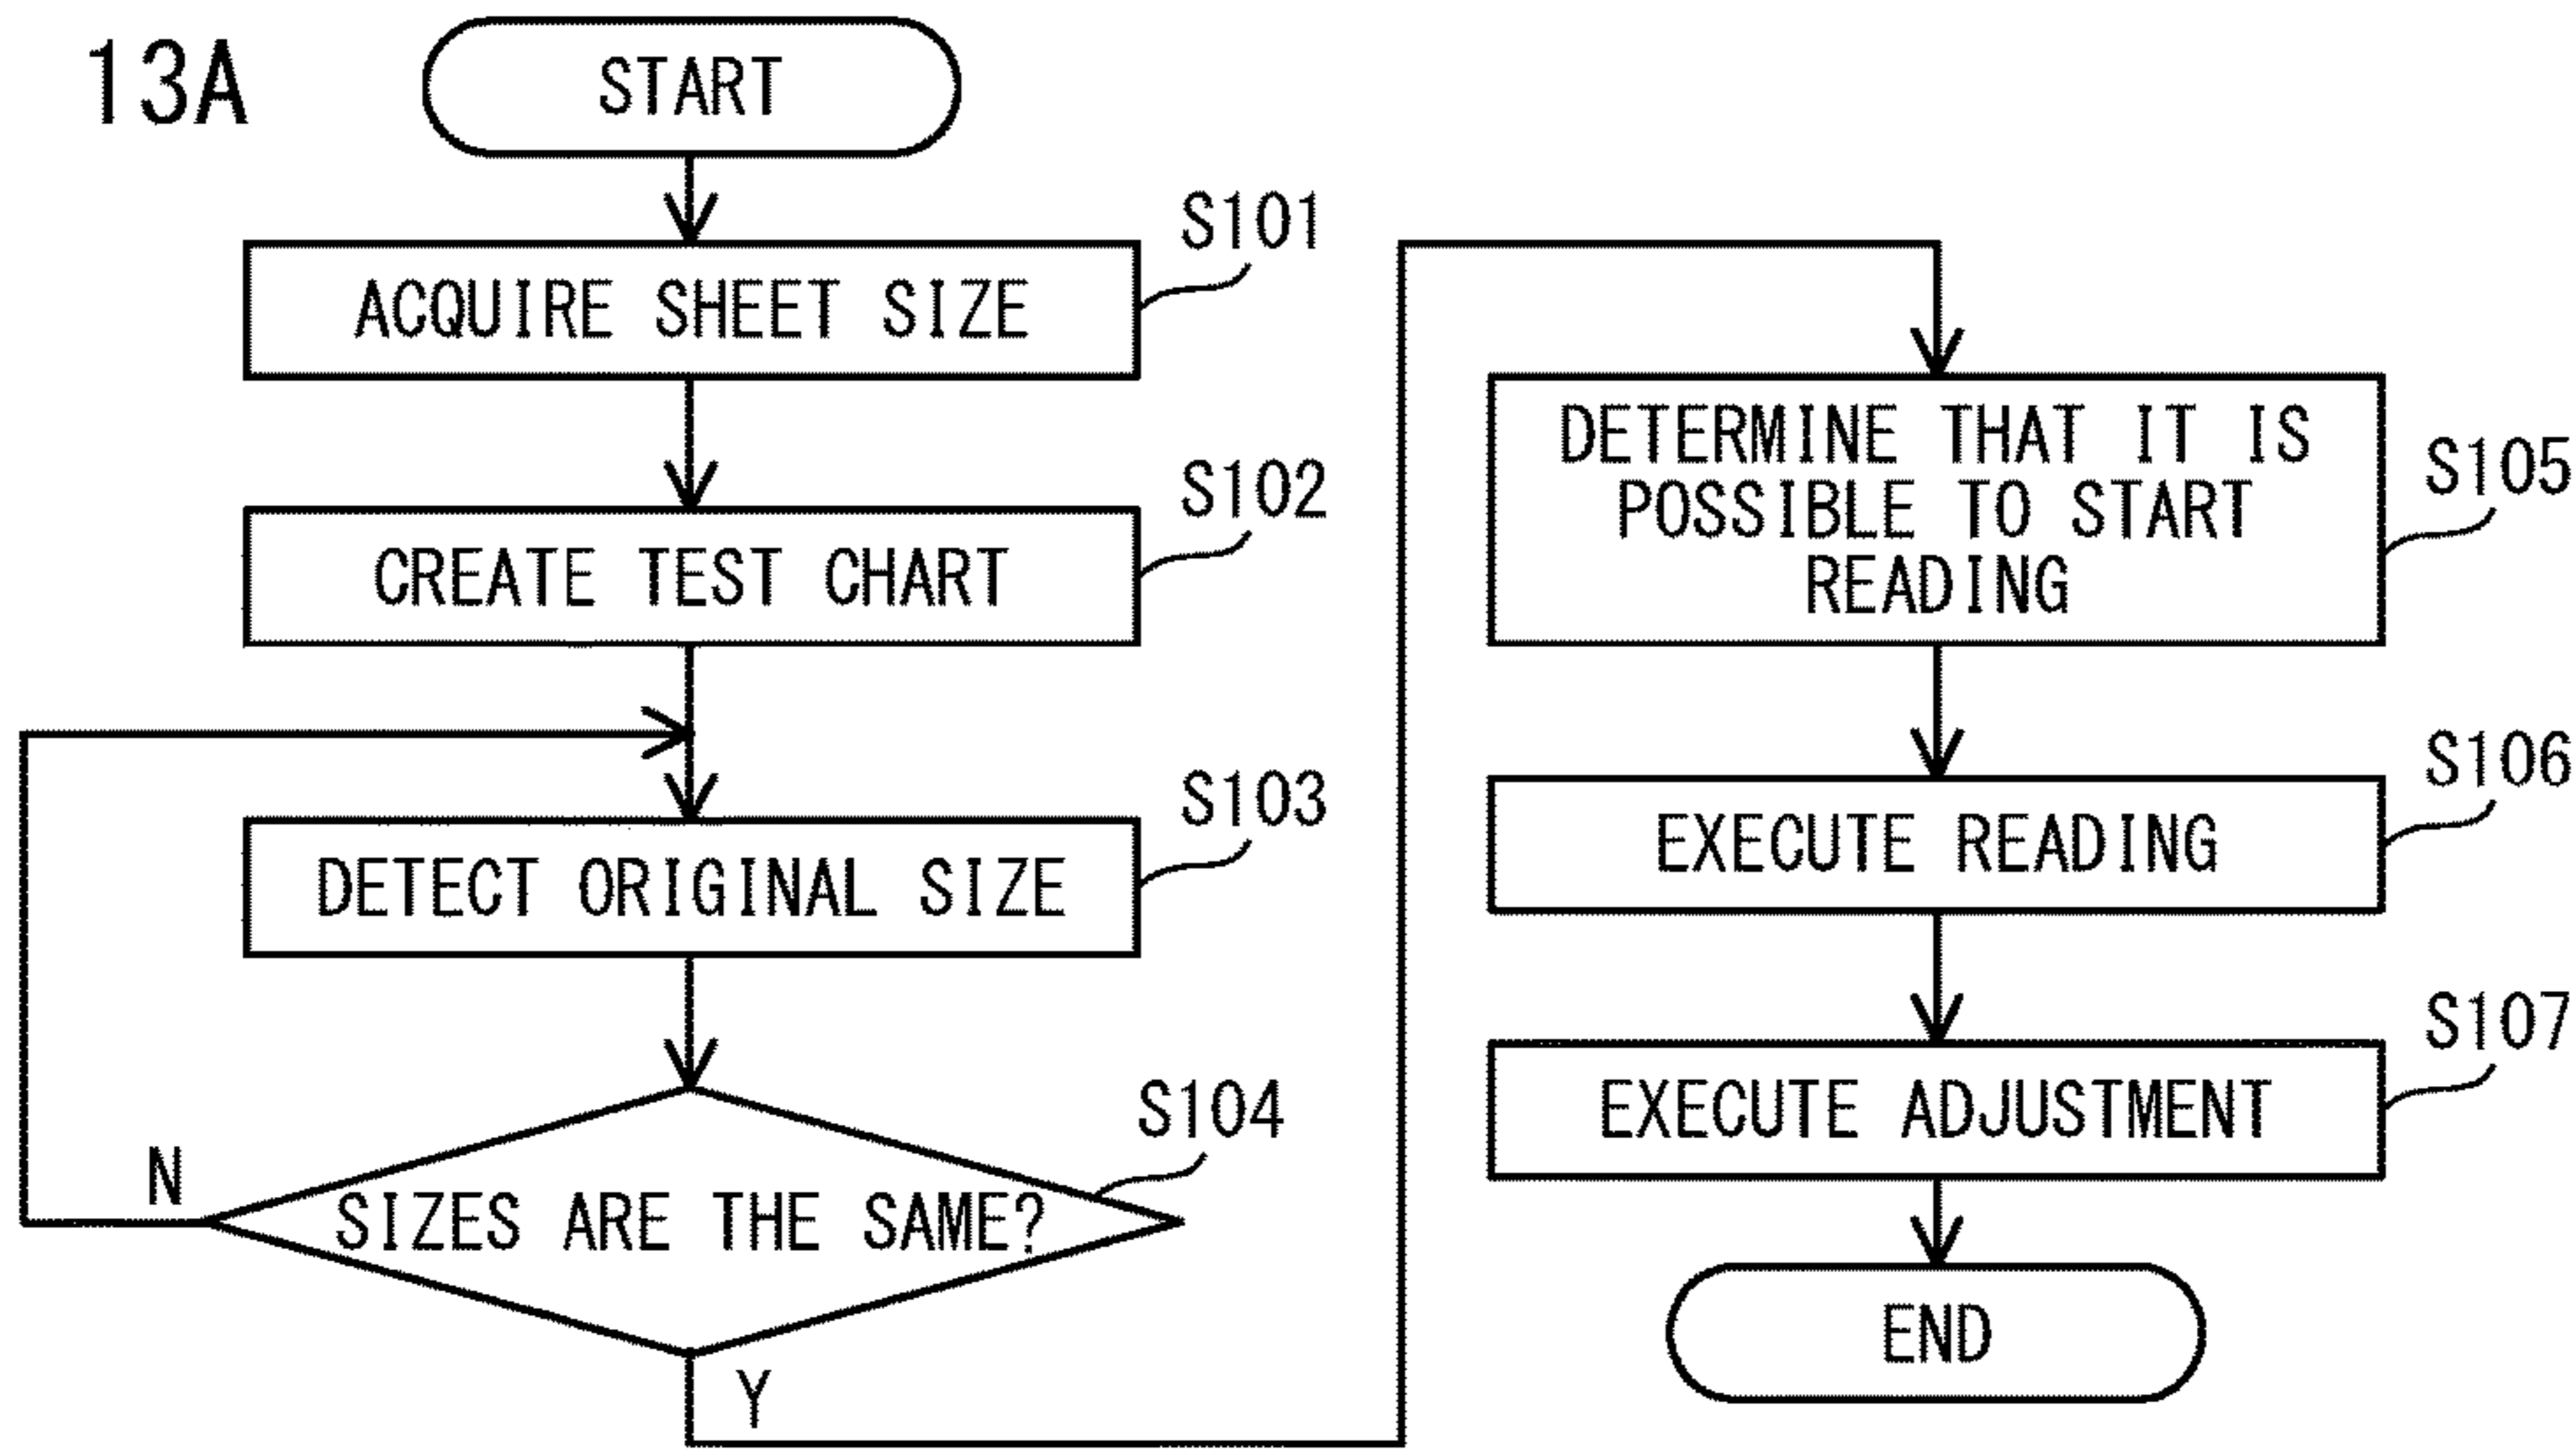 13A
START
S101
ACQUIRE SHEET SIZE
S102
CREATE TEST CHART
S103
DETECT ORIGINAL SIZE
S104
SIZES ARE THE SAME?
N
Y
S105
DETERMINE THAT IT IS
POSSIBLE TO START
READING
S106
EXECUTE READING
S107
EXECUTE ADJUSTMENT
END